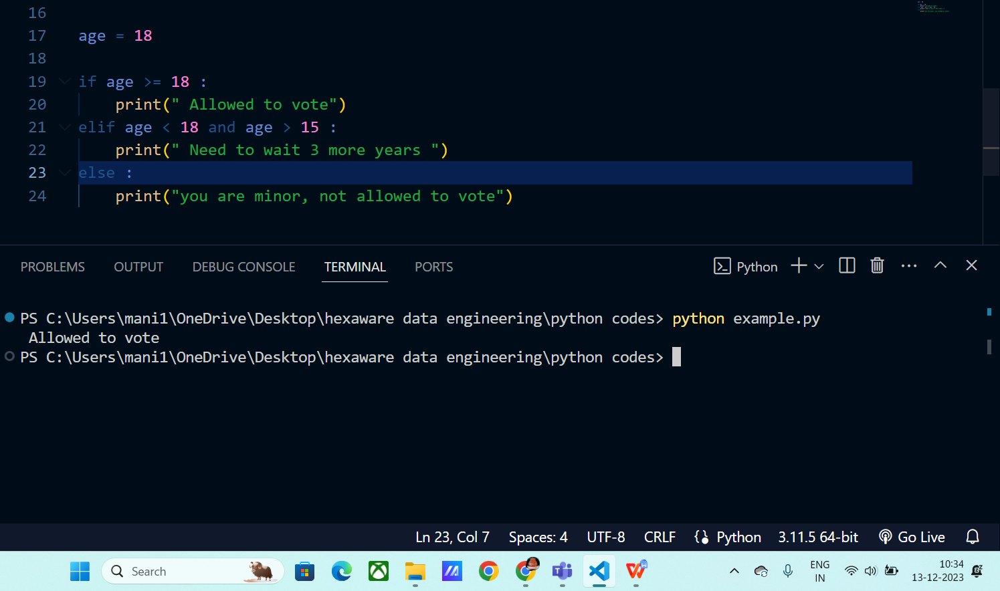 16
17 age = 18
18
19 if age >= 18 :
20 print(" Allowed to vote")
21 elif age < 18 and age > 15 :
22 print(" Need to wait 3 more years ")
23 else :
24 print("you are minor, not allowed to vote")
PROBLEMS OUTPUT DEBUG CONSOLE TERMINAL PORTS Python
PS C:\Users\mani1\OneDrive\Desktop\hexaware data engineering\python codes> python example.py
Allowed to vote
PS C:\Users\mani1\OneDrive\Desktop\hexaware data engineering\python codes>
Ln 23, Col 7 Spaces: 4 UTF-8 CRLF Python 3.11.5 64-bit Go Live
Search ENG 10:34
IN 13-12-2023